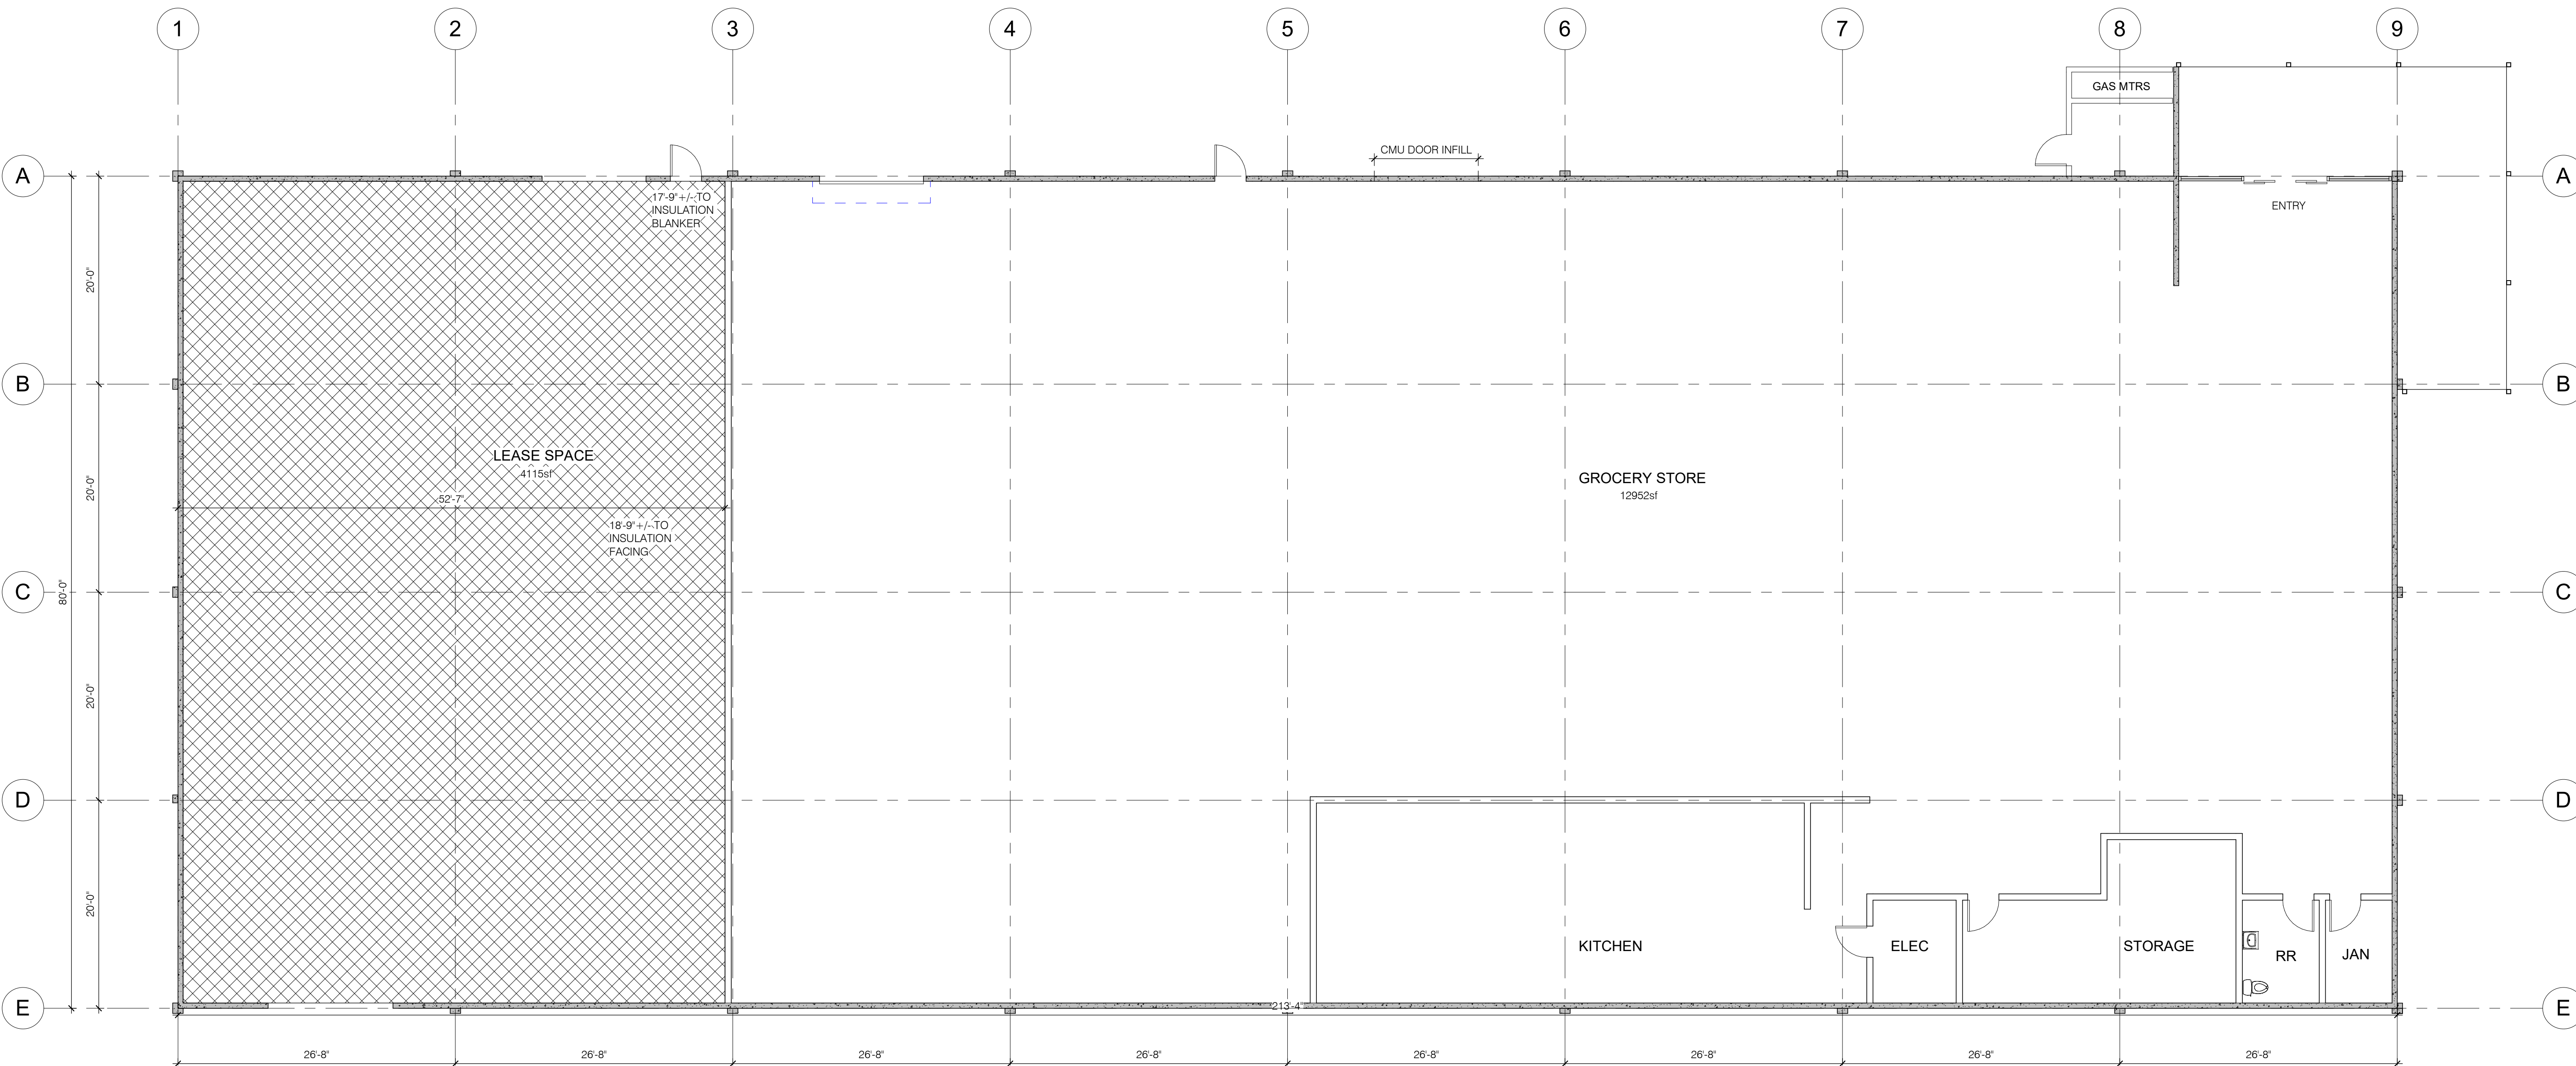 1 2 3 4 5 6 7 8 9
GAS MTRS
CMU DOOR INFILL
A A
17'-9"+/- TO
INSULATION
BLANKER
ENTRY
20'-0"
B B
LEASE SPACE
4115sf
52'-7"
20'-0"
GROCERY STORE
12952sf
18'-9"+/- TO
INSULATION
FACING
80'-0"
C C
20'-0"
D D
20'-0"
KITCHEN
ELEC
STORAGE
RR
JAN
E E
213'-4"
26'-8" 26'-8" 26'-8" 26'-8" 26'-8" 26'-8" 26'-8" 26'-8"